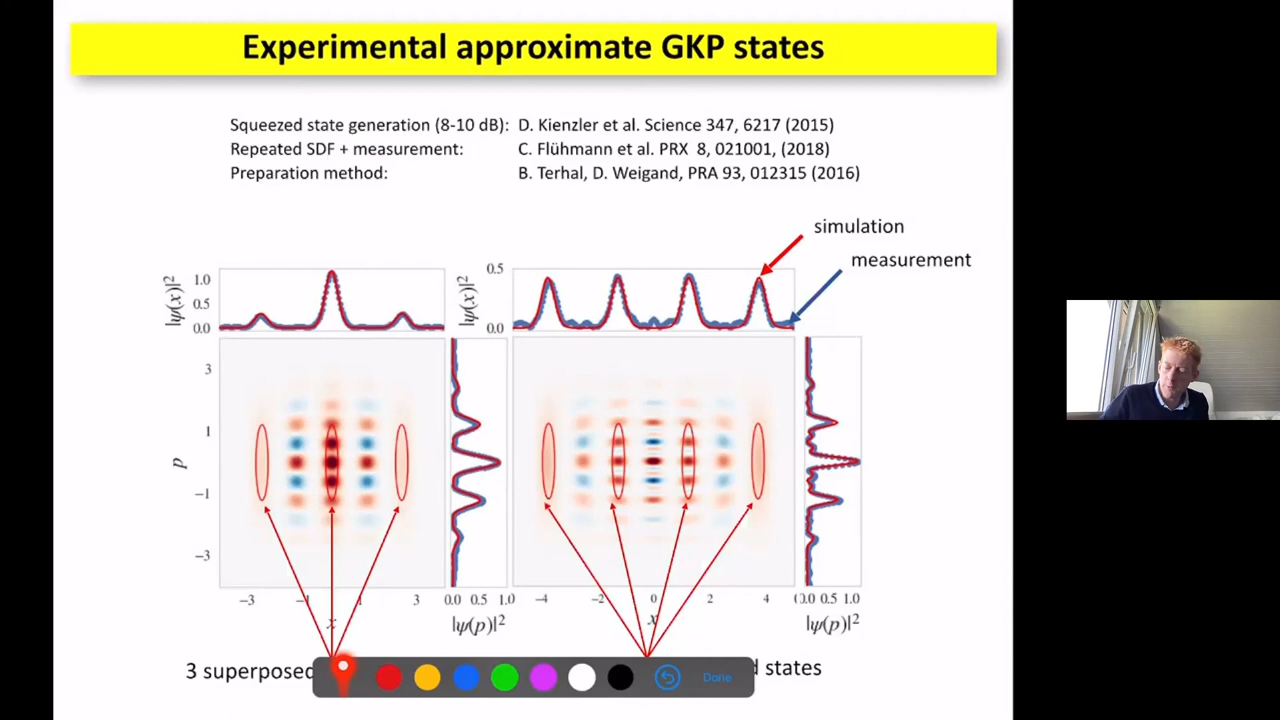 Experimental approximate GKP states
Squeezed state generation (8-10 dB): D. Kienzler et al. Science 347, 6217 (2015)
Repeated SDF + measurement: C. Flühmann et al. PRX 8, 021001, (2018)
Preparation method: B. Terhal, D. Weigand, PRA 93, 012315 (2016)
simulation
measurement
|ψ(x)|²
1.0
0.5
0.0
|ψ(x)|²
0.5
0.0
p
3
1
−1
−3
−3
1
3
x
0.0 0.5 1.0
|ψ(p)|²
−4 −2 0 2 4
x
0.0 0.5 1.0
|ψ(p)|²
3 superposed
states
Done